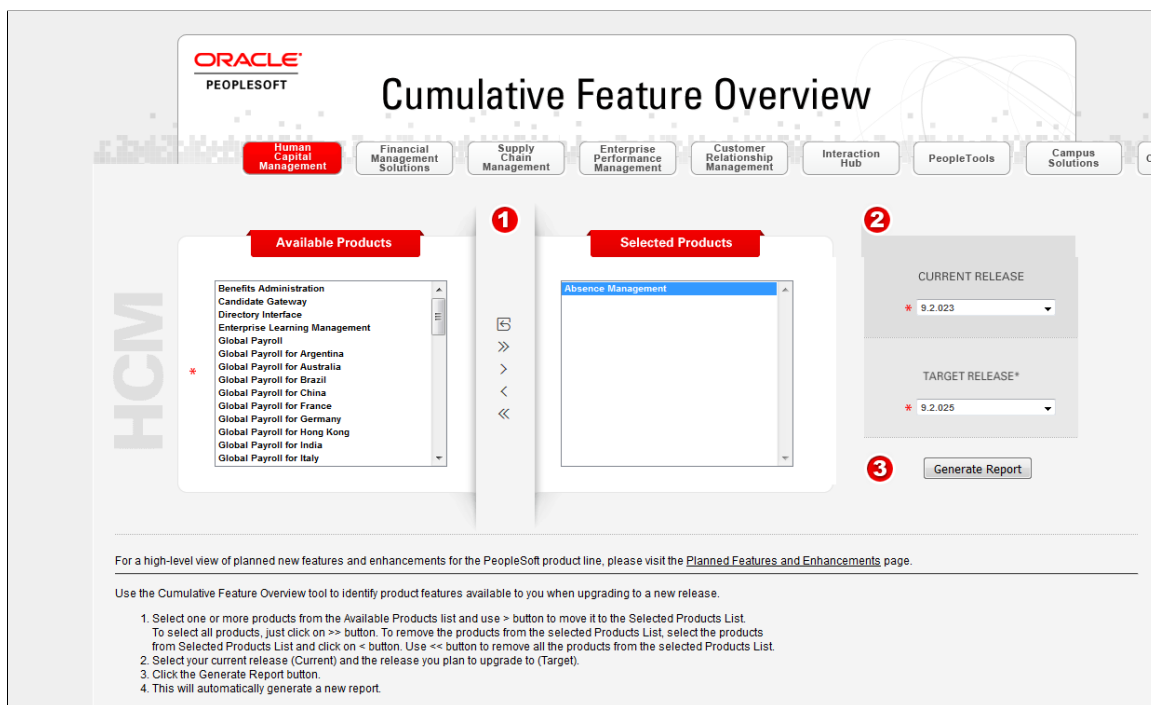 ORACLE
PEOPLESOFT
Cumulative Feature Overview
Human
Capital
Management
Financial
Management
Solutions
Supply
Chain
Management
Enterprise
Performance
Management
Customer
Relationship
Management
Interaction
Hub
PeopleTools
Campus
Solutions
HCM
1
Available Products
Benefits Administration
Candidate Gateway
Directory Interface
Enterprise Learning Management
Global Payroll
Global Payroll for Argentina
Global Payroll for Australia
Global Payroll for Brazil
Global Payroll for China
Global Payroll for France
Global Payroll for Germany
Global Payroll for Hong Kong
Global Payroll for India
Global Payroll for Italy
*
Selected Products
Absence Management
2
CURRENT RELEASE
* 9.2.023
TARGET RELEASE*
* 9.2.025
3
Generate Report
For a high-level view of planned new features and enhancements for the PeopleSoft product line, please visit the Planned Features and Enhancements page.
Use the Cumulative Feature Overview tool to identify product features available to you when upgrading to a new release.
1. Select one or more products from the Available Products list and use > button to move it to the Selected Products List.
To select all products, just click on >> button. To remove the products from the selected Products List, select the products
from Selected Products List and click on < button. Use << button to remove all the products from the selected Products List.
2. Select your current release (Current) and the release you plan to upgrade to (Target).
3. Click the Generate Report button.
4. This will automatically generate a new report.